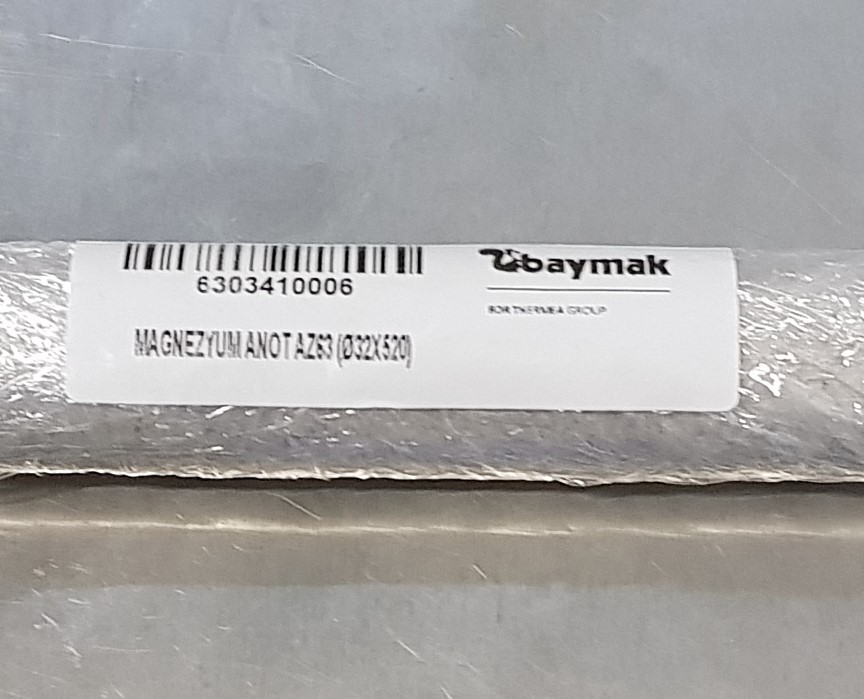 6303410006
baymak
BDR THERMEA GROUP
MAGNEZYUM ANOT AZ63 (Ø32X520)